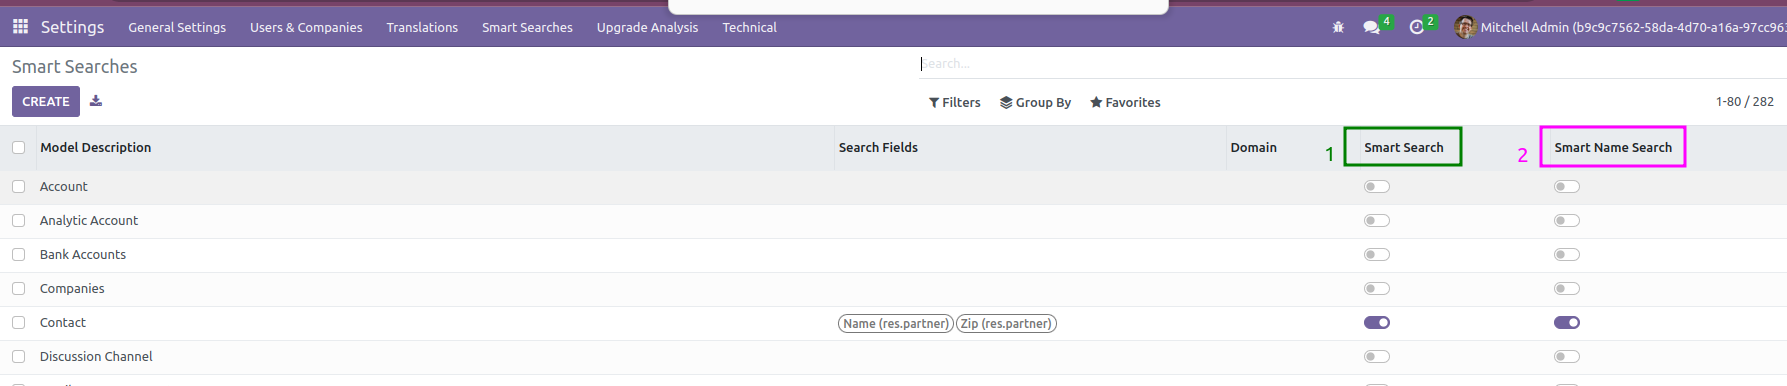 Settings General Settings Users & Companies Translations Smart Searches Upgrade Analysis Technical 4 2 Mitchell Admin (b9c9c7562-58da-4d70-a16a-97cc963
Smart Searches Search...
CREATE Filters Group By Favorites 1-80 / 282
Model Description Search Fields Domain 1 Smart Search 2 Smart Name Search
Account
Analytic Account
Bank Accounts
Companies
Contact Name (res.partner) Zip (res.partner)
Discussion Channel